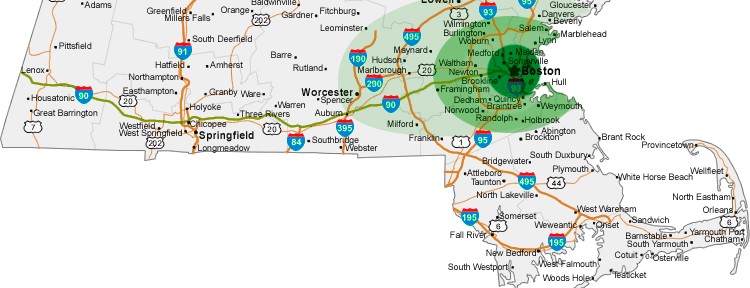 Adams
Baldwinville
Lowell
95
Gloucester
Greenfield
Millers Falls
Orange
202
Gardner
Fitchburg
3
93
Danvers
Beverly
Leominster
Wilmington
Burlington
Salem
Marblehead
495
Woburn
Lynn
Pittsfield
91
South Deerfield
Maynard
Medford
Malden
Somerville
Barre
190
Hudson
Waltham
Lenox
Hatfield
Amherst
Rutland
Marlborough
20
Newton
Boston
Northampton
290
Brookline
Hull
Housatonic
90
20
Easthampton
Granby
Ware
Worcester
Spencer
90
Framingham
Dedham
Quincy
Braintree
Weymouth
Great Barrington
Holyoke
Warren
Auburn
Norwood
7
Westfield
Chicopee
Three Rivers
20
395
Milford
Randolph
Holbrook
West Springfield
Springfield
Abington
202
84
Southbridge
Franklin
1
95
Brockton
Brant Rock
Longmeadow
Webster
Provincetown
Bridgewater
South Duxbury
Attleboro
Taunton
495
44
Plymouth
White Horse Beach
Wellfleet
North Lakeville
North Eastham
195
Somerset
West Wareham
Orleans
6
Weweantic
Onset
Sandwich
6
Fall River
195
Barnstable
Yarmouth Port
South Yarmouth
Chatham
New Bedford
Cotuit
Osterville
South Westport
West Falmouth
Woods Hole
Teaticket